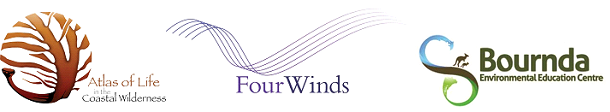 Atlas of Life
in the
Coastal Wilderness
FourWinds
Bournda
Environmental Education Centre